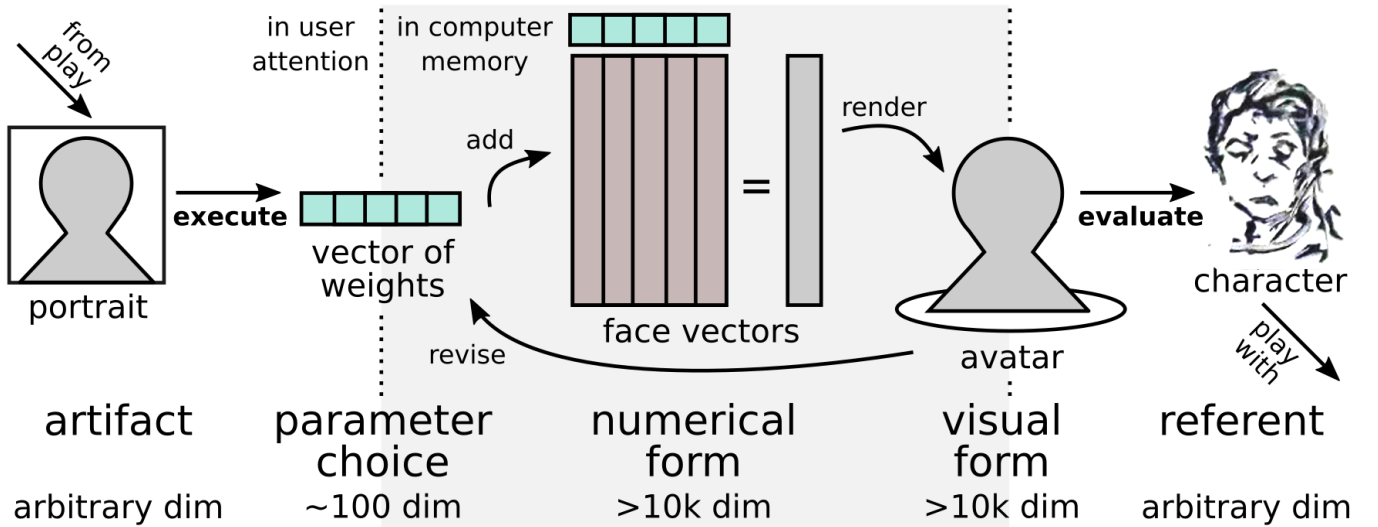 from
play
in user
attention
in computer
memory
portrait
execute
vector of
weights
add
face vectors
=
render
revise
avatar
evaluate
character
play
with
artifact
parameter
choice
numerical
form
visual
form
referent
arbitrary dim
~100 dim
>10k dim
>10k dim
arbitrary dim